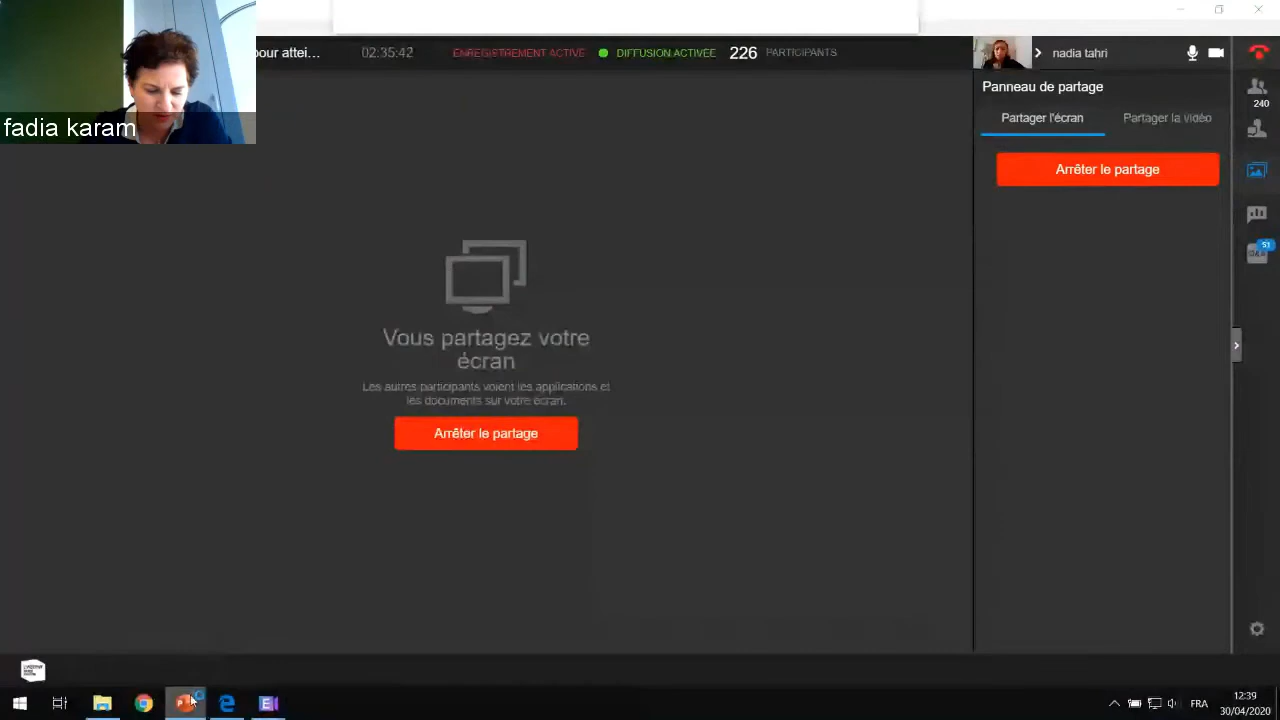 fadia karam
pour attei...
02:35:42
ENREGISTREMENT ACTIVÉ
DIFFUSION ACTIVÉE
226 PARTICIPANTS
nadia tahri
Panneau de partage
240
Partager l'écran
Partager la vidéo
Arrêter le partage
51
Vous partagez votre
écran
Les autres participants voient les applications et
les documents sur votre écran.
Arrêter le partage
FRA
12:39
30/04/2020